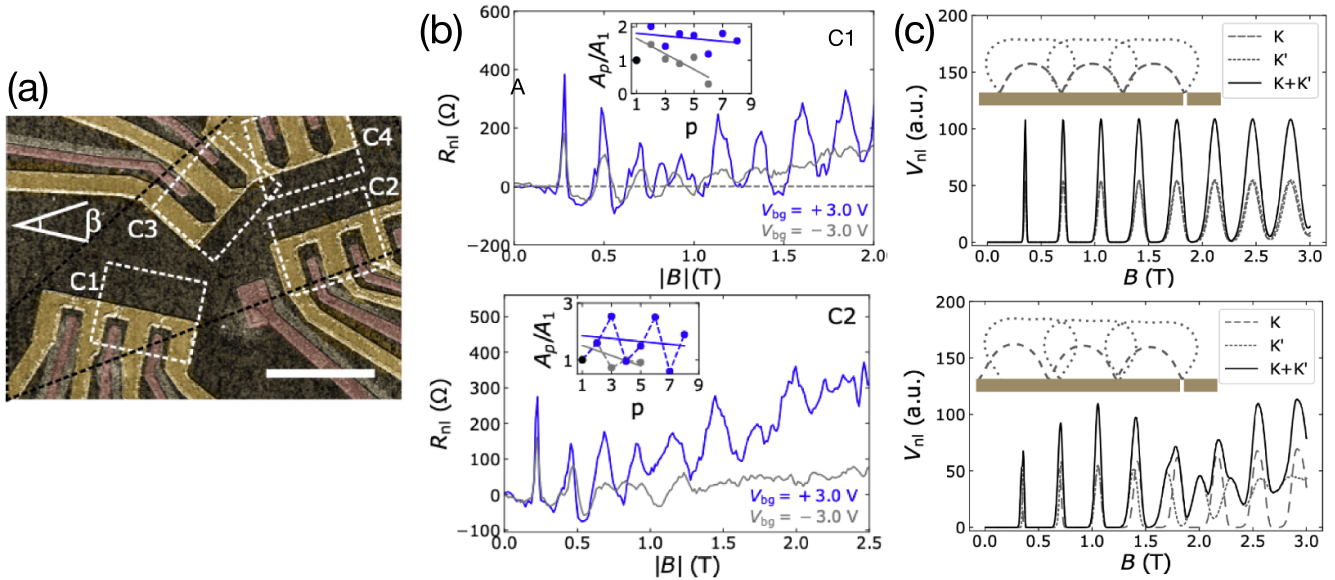 (a)
C4
C2
C3
β
C1
(b)
600
400
200
0
−200
R_nl (Ω)
A
C1
2
1
0
A_p/A_1
1 3 5 7 9
p
V_bg = +3.0 V
V_bg = −3.0 V
0.0 0.5 1.0 1.5 2.0
|B| (T)
500
400
300
200
100
0
−100
R_nl (Ω)
C2
3
1
A_p/A_1
1 3 5 7 9
p
V_bg = +3.0 V
V_bg = −3.0 V
0.0 0.5 1.0 1.5 2.0 2.5
|B| (T)
(c)
200
150
100
50
0
V_nl (a.u.)
K
K'
K+K'
0.0 0.5 1.0 1.5 2.0 2.5 3.0
B (T)
200
150
100
50
0
V_nl (a.u.)
K
K'
K+K'
0.0 0.5 1.0 1.5 2.0 2.5 3.0
B (T)